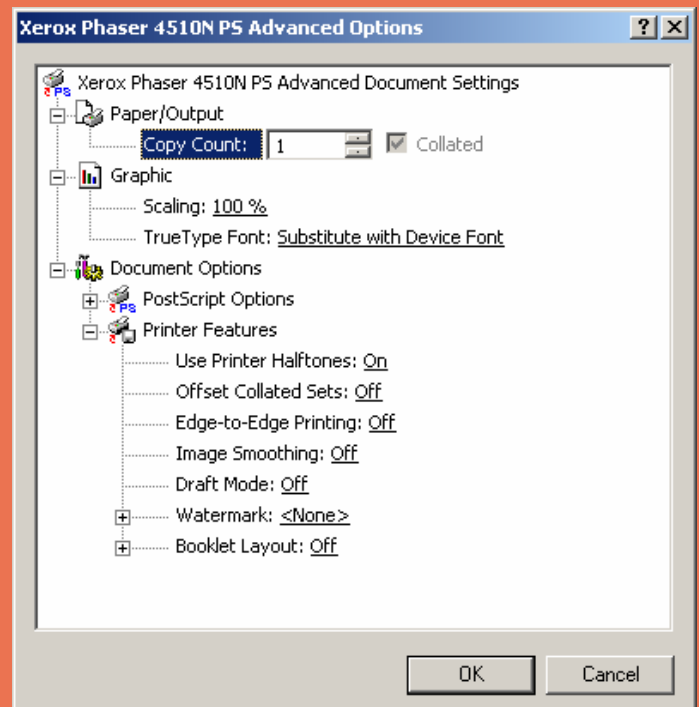 Xerox Phaser 4510N PS Advanced Options
Xerox Phaser 4510N PS Advanced Document Settings
Paper/Output
Copy Count: 1 Collated
Graphic
Scaling: 100 %
TrueType Font: Substitute with Device Font
Document Options
PostScript Options
Printer Features
Use Printer Halftones: On
Offset Collated Sets: Off
Edge-to-Edge Printing: Off
Image Smoothing: Off
Draft Mode: Off
Watermark: <None>
Booklet Layout: Off
OK Cancel